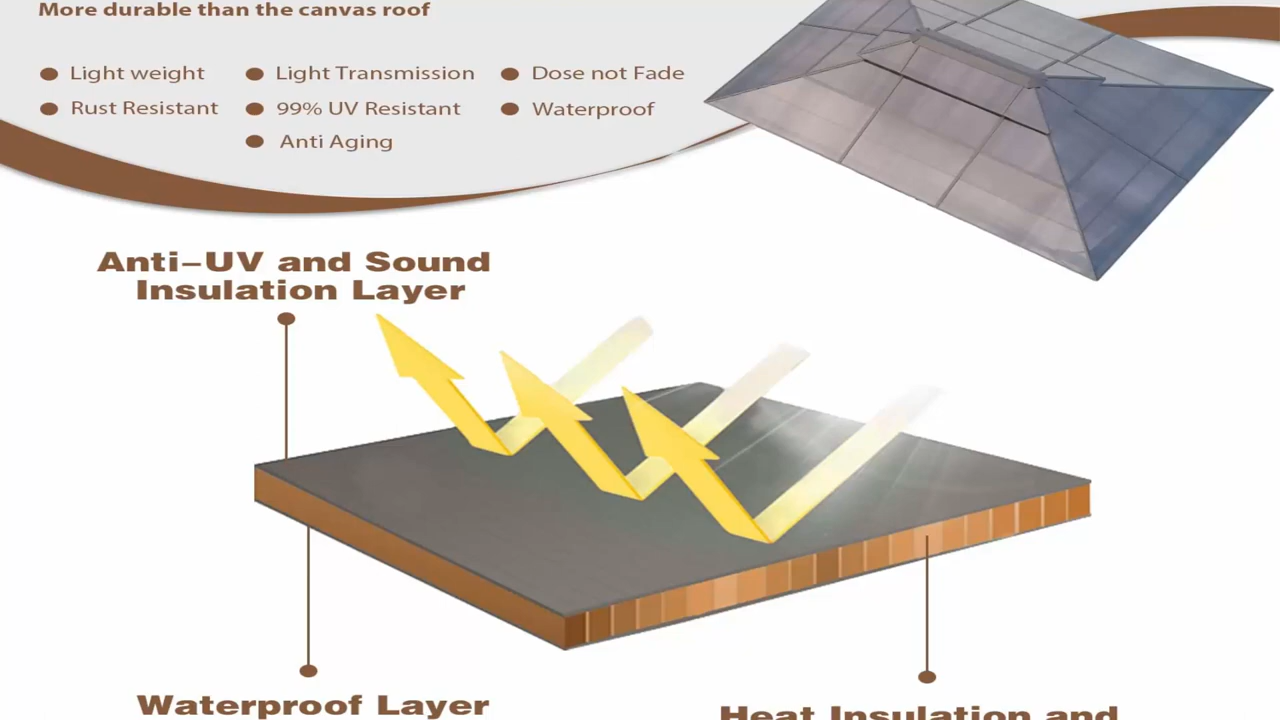 More durable than the canvas roof
Light weight
Light Transmission
Dose not Fade
Rust Resistant
99% UV Resistant
Waterproof
Anti Aging
Anti-UV and Sound
Insulation Layer
Waterproof Layer
Heat Insulation and